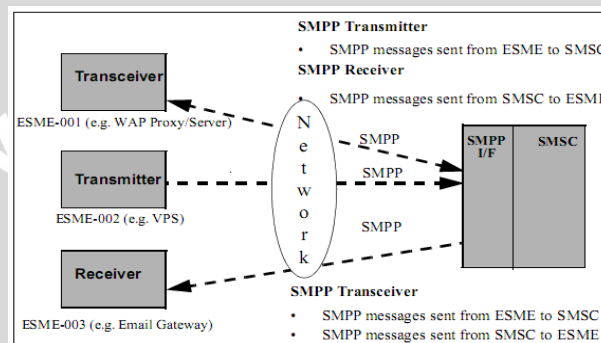 SMPP Transmitter
• SMPP messages sent from ESME to SMSC
SMPP Receiver
• SMPP messages sent from SMSC to ESME
Transceiver
ESME-001 (e.g. WAP Proxy/Server)
Transmitter
ESME-002 (e.g. VPS)
Receiver
ESME-003 (e.g. Email Gateway)
Network
SMPP
SMPP
SMPP
SMPP
I/F
SMSC
SMPP Transceiver
• SMPP messages sent from ESME to SMSC
• SMPP messages sent from SMSC to ESME